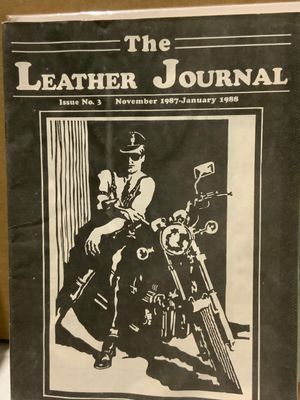 The
LEATHER JOURNAL
Issue No. 3 November 1987-January 1988